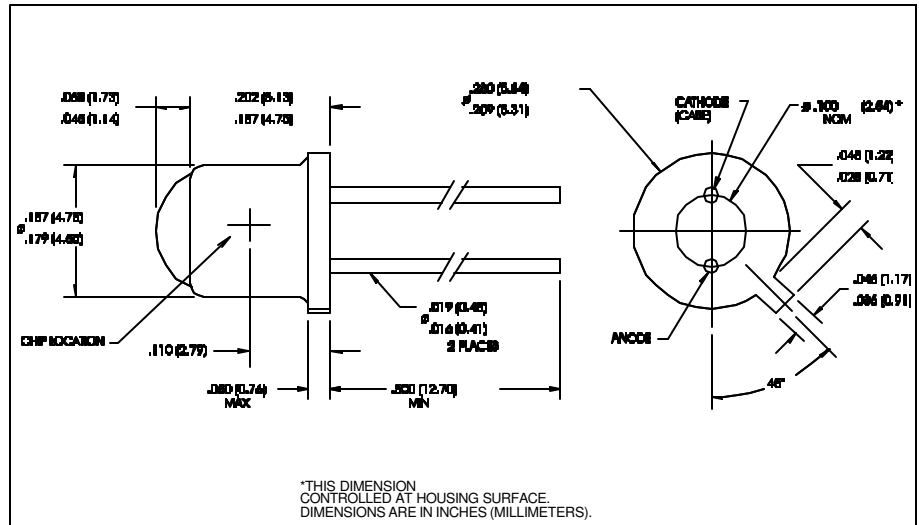 .068 (1.73)
.045 (1.14)
.202 (5.13)
.187 (4.75)
ø .230 (5.84)
.209 (5.31)
CATHODE
(CASE)
ø .100 (2.54) *
NOM
.048 (1.22)
.028 (0.71)
ø .187 (4.75)
.179 (4.55)
.046 (1.17)
.036 (0.91)
CHIP LOCATION
.110 (2.79)
ø .019 (0.48)
.016 (0.41)
2 PLACES
ANODE
45°
.030 (0.76)
MAX
.500 (12.70)
MIN
*THIS DIMENSION
CONTROLLED AT HOUSING SURFACE.
DIMENSIONS ARE IN INCHES (MILLIMETERS).